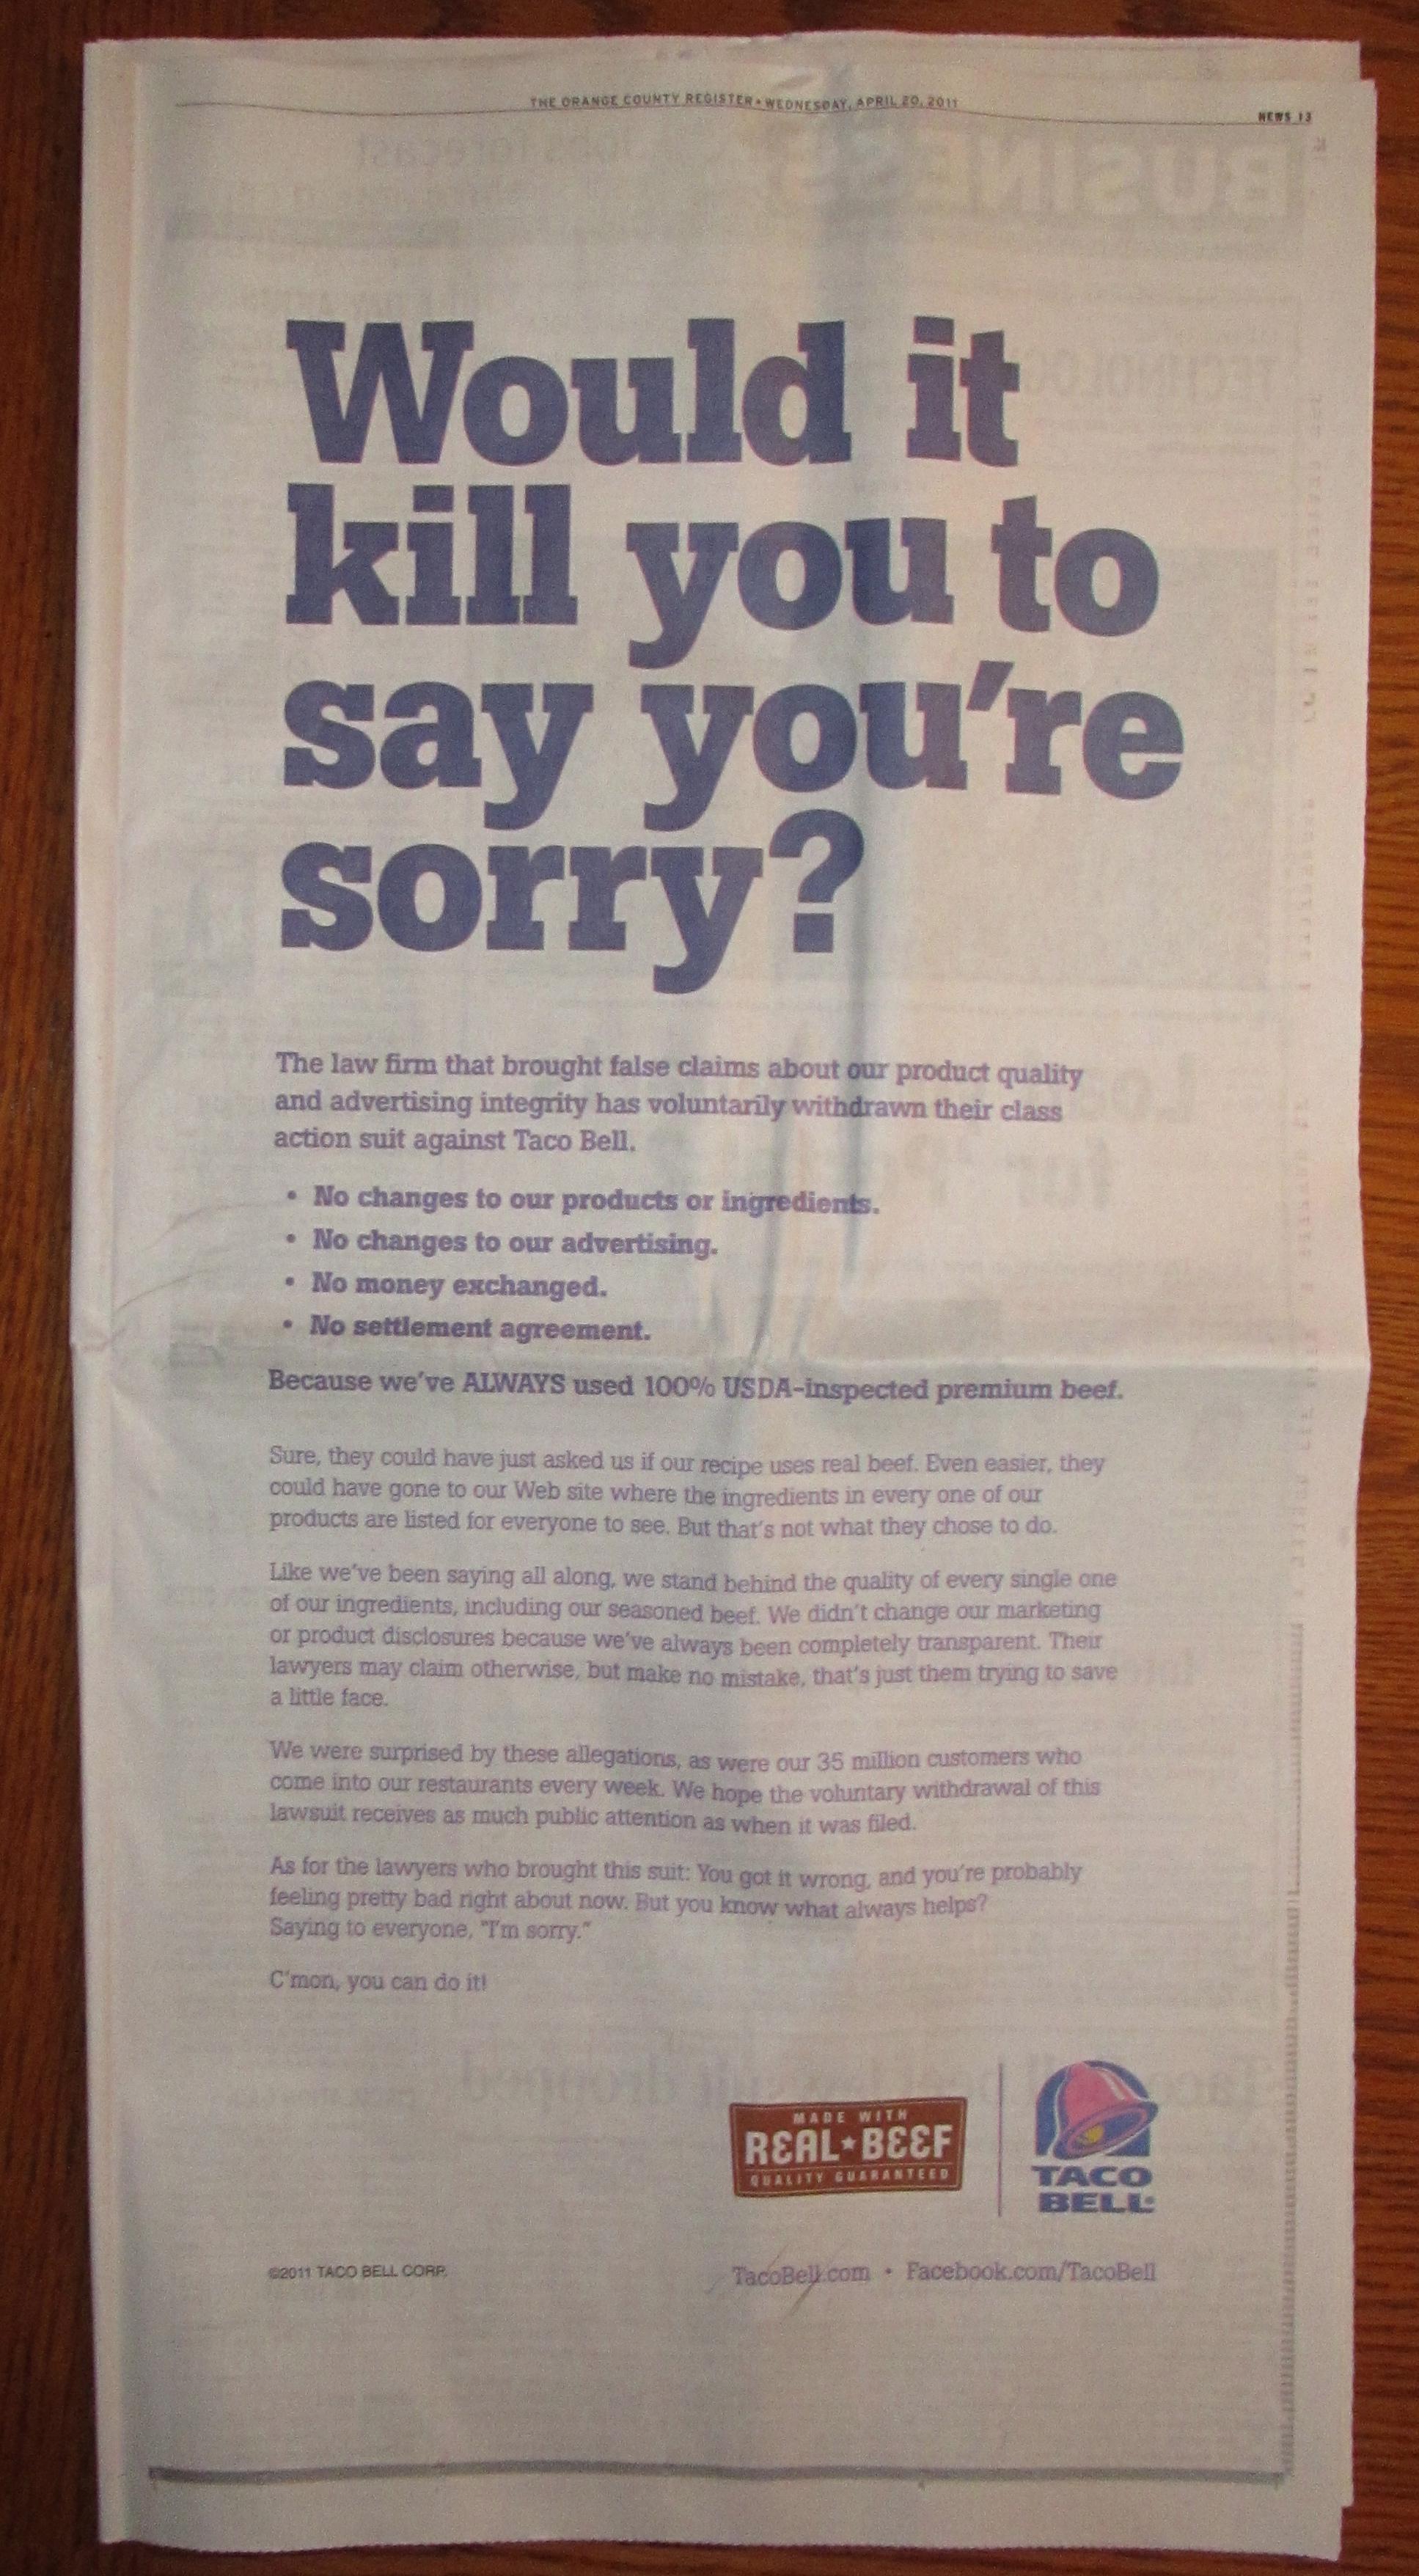 THE ORANGE COUNTY REGISTER • WEDNESDAY, APRIL 20, 2011
NEWS 13
Would it
kill you to
say you're
sorry?
The law firm that brought false claims about our product quality
and advertising integrity has voluntarily withdrawn their class
action suit against Taco Bell.
• No changes to our products or ingredients.
• No changes to our advertising.
• No money exchanged.
• No settlement agreement.
Because we've ALWAYS used 100% USDA-inspected premium beef.
Sure, they could have just asked us if our recipe uses real beef. Even easier, they
could have gone to our Web site where the ingredients in every one of our
products are listed for everyone to see. But that's not what they chose to do.
Like we've been saying all along, we stand behind the quality of every single one
of our ingredients, including our seasoned beef. We didn't change our marketing
or product disclosures because we've always been completely transparent. Their
lawyers may claim otherwise, but make no mistake, that's just them trying to save
a little face.
We were surprised by these allegations, as were our 35 million customers who
come into our restaurants every week. We hope the voluntary withdrawal of this
lawsuit receives as much public attention as when it was filed.
As for the lawyers who brought this suit: You got it wrong, and you're probably
feeling pretty bad right about now. But you know what always helps?
Saying to everyone, "I'm sorry."
C'mon, you can do it!
MADE WITH
REAL★BEEF
QUALITY GUARANTEED
TACO
BELL®
©2011 TACO BELL CORP.
TacoBell.com • Facebook.com/TacoBell